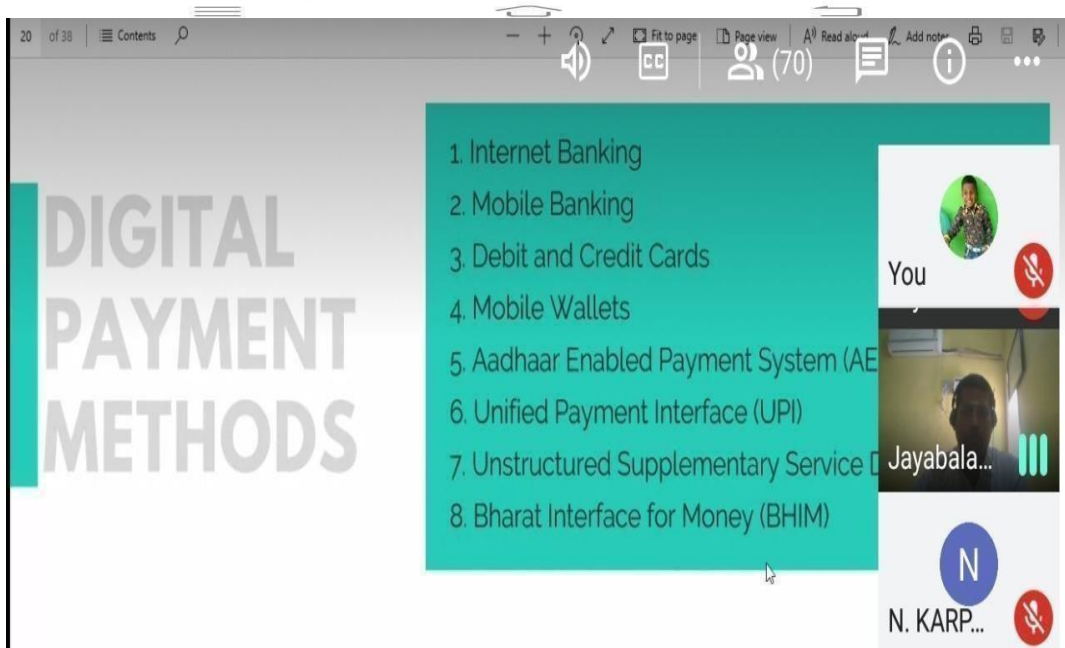 20 of 38 Contents Fit to page Page view Read aloud Add notes
CC (70)
DIGITAL
PAYMENT
METHODS
1. Internet Banking
2. Mobile Banking
3. Debit and Credit Cards
4. Mobile Wallets
5. Aadhaar Enabled Payment System (AE
6. Unified Payment Interface (UPI)
7. Unstructured Supplementary Service
8. Bharat Interface for Money (BHIM)
You
Jayabala...
N
N. KARP...